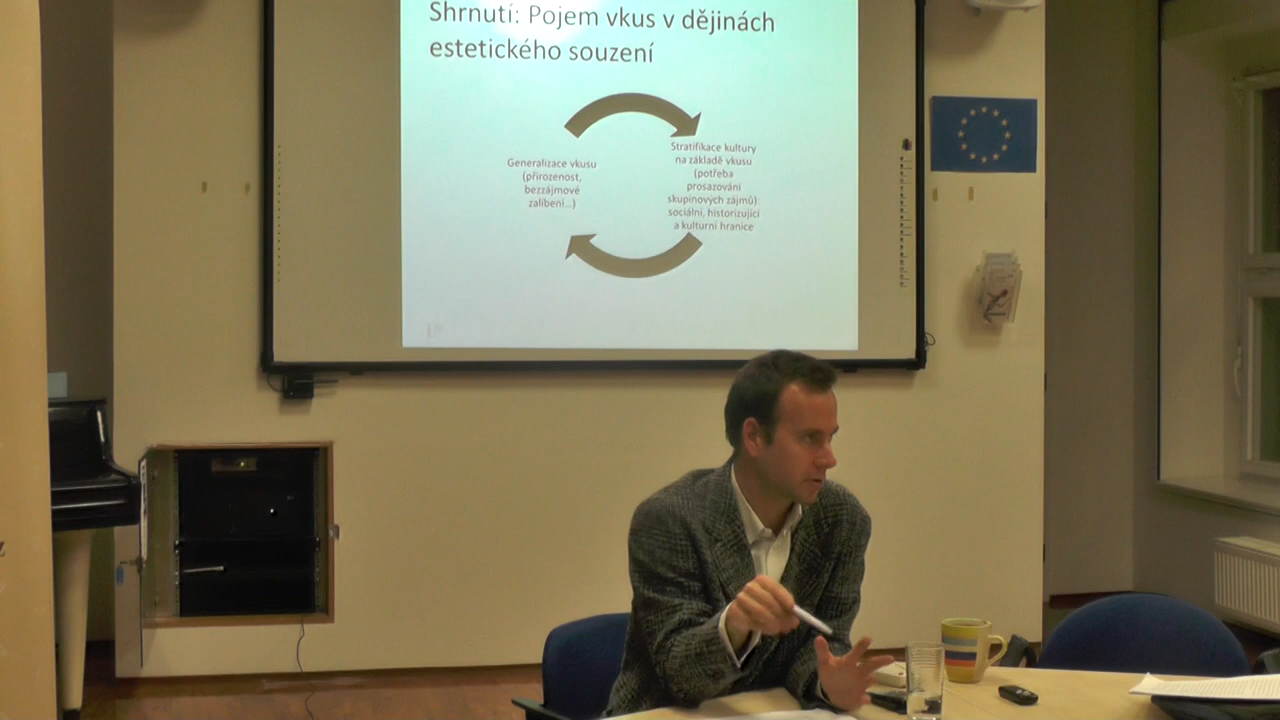 Shrnutí: Pojem vkus v dějinách
estetického souzení
Generalizace vkusu
(přirozenost,
bezzájmové
zalíbení...)
Stratifikace kultury
na základě vkusu
(potřeba
prosazování
skupinových zájmů):
sociální, historizující
a kulturní hranice